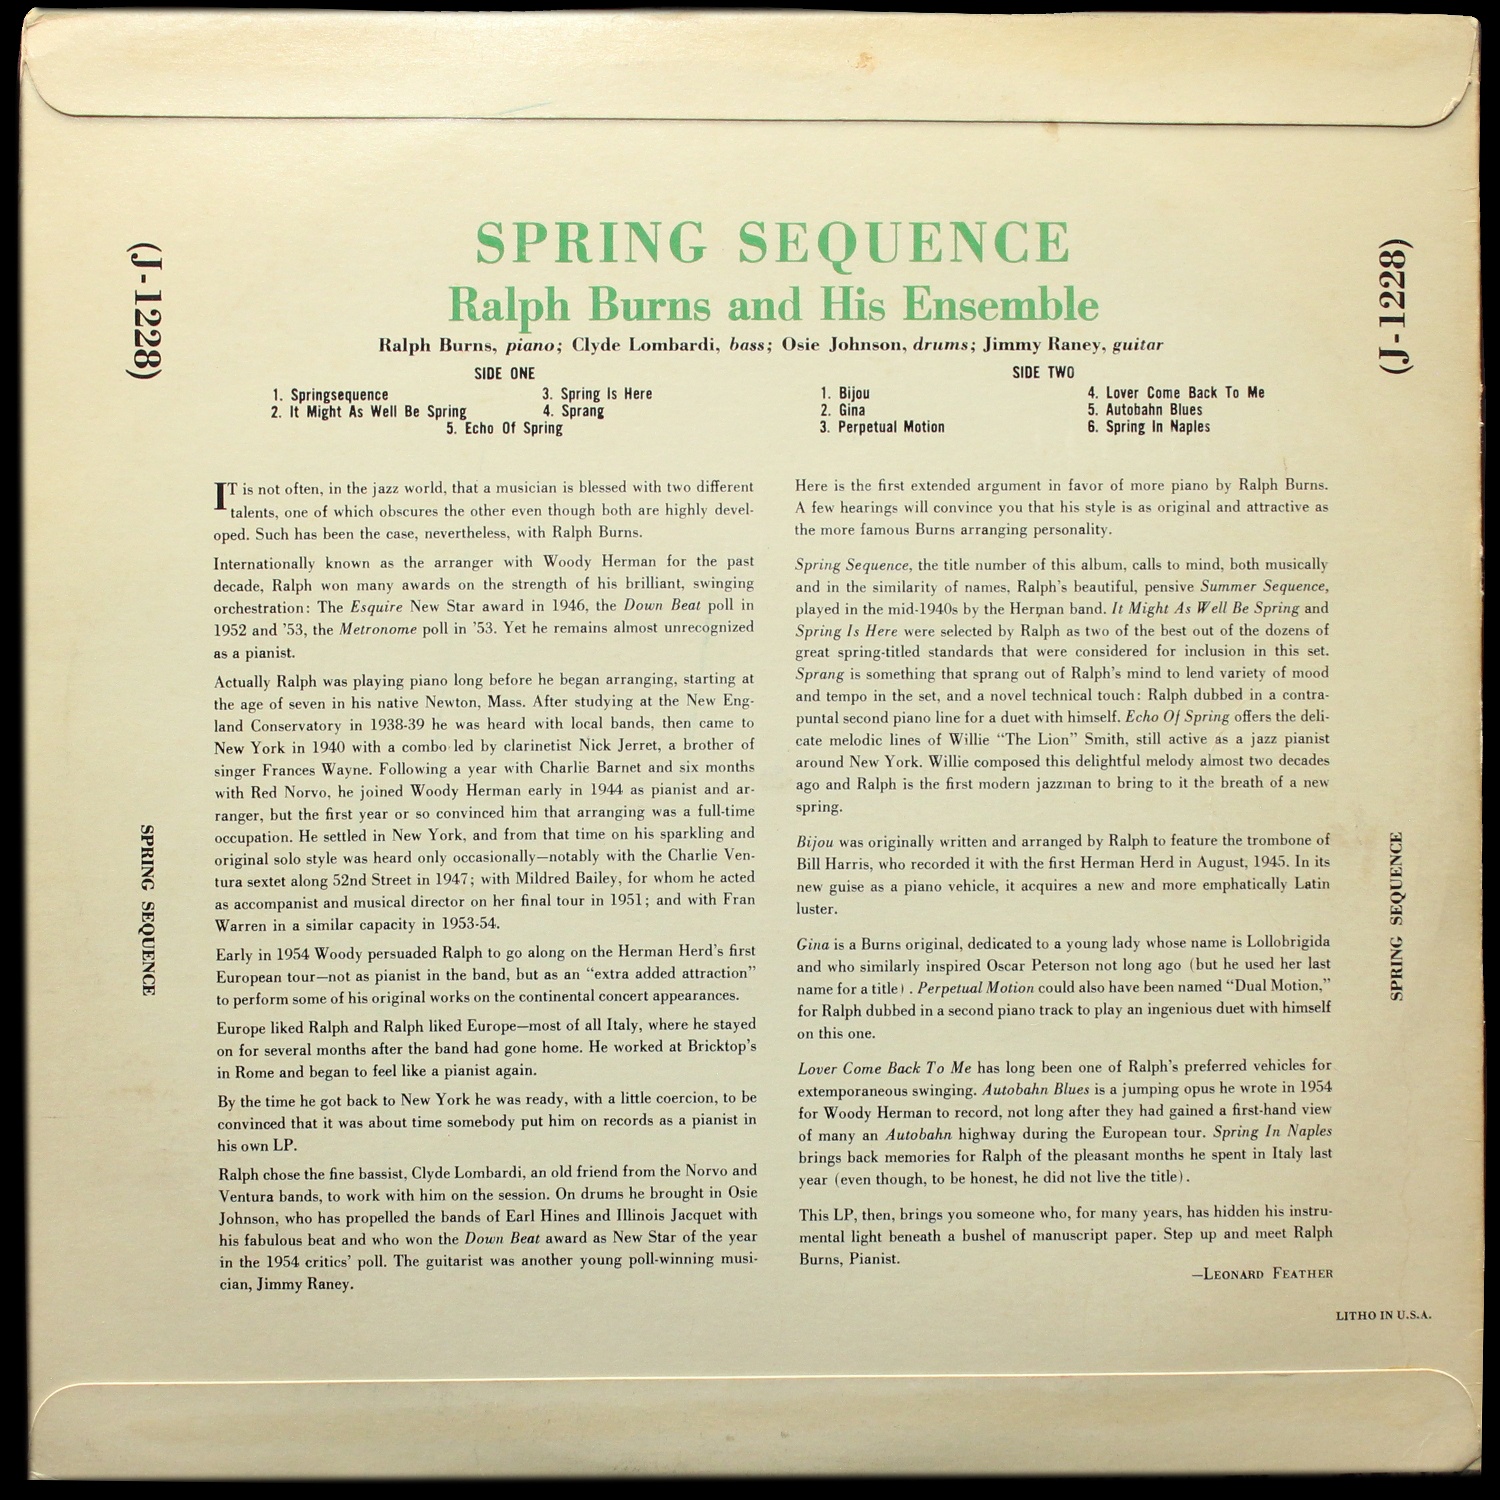 SPRING SEQUENCE
Ralph Burns and His Ensemble
Ralph Burns, piano; Clyde Lombardi, bass; Osie Johnson, drums; Jimmy Raney, guitar
(J-1228)
(J-1228)
SIDE ONE
1. Springsequence
2. It Might As Well Be Spring
3. Spring Is Here
4. Sprang
5. Echo Of Spring
SIDE TWO
1. Bijou
2. Gina
3. Perpetual Motion
4. Lover Come Back To Me
5. Autobahn Blues
6. Spring In Naples
IT is not often, in the jazz world, that a musician is blessed with two different
talents, one of which obscures the other even though both are highly devel-
oped. Such has been the case, nevertheless, with Ralph Burns.
Internationally known as the arranger with Woody Herman for the past
decade, Ralph won many awards on the strength of his brilliant, swinging
orchestration: The Esquire New Star award in 1946, the Down Beat poll in
1952 and '53, the Metronome poll in '53. Yet he remains almost unrecognized
as a pianist.
Actually Ralph was playing piano long before he began arranging, starting at
the age of seven in his native Newton, Mass. After studying at the New Eng-
land Conservatory in 1938-39 he was heard with local bands, then came to
New York in 1940 with a combo led by clarinetist Nick Jerret, a brother of
singer Frances Wayne. Following a year with Charlie Barnet and six months
with Red Norvo, he joined Woody Herman early in 1944 as pianist and ar-
ranger, but the first year or so convinced him that arranging was a full-time
occupation. He settled in New York, and from that time on his sparkling and
original solo style was heard only occasionally—notably with the Charlie Ven-
tura sextet along 52nd Street in 1947; with Mildred Bailey, for whom he acted
as accompanist and musical director on her final tour in 1951; and with Fran
Warren in a similar capacity in 1953-54.
Early in 1954 Woody persuaded Ralph to go along on the Herman Herd's first
European tour—not as pianist in the band, but as an "extra added attraction"
to perform some of his original works on the continental concert appearances.
Europe liked Ralph and Ralph liked Europe—most of all Italy, where he stayed
on for several months after the band had gone home. He worked at Bricktop's
in Rome and began to feel like a pianist again.
By the time he got back to New York he was ready, with a little coercion, to be
convinced that it was about time somebody put him on records as a pianist in
his own LP.
Ralph chose the fine bassist, Clyde Lombardi, an old friend from the Norvo and
Ventura bands, to work with him on the session. On drums he brought in Osie
Johnson, who has propelled the bands of Earl Hines and Illinois Jacquet with
his fabulous beat and who won the Down Beat award as New Star of the year
in the 1954 critics' poll. The guitarist was another young poll-winning musi-
cian, Jimmy Raney.
Here is the first extended argument in favor of more piano by Ralph Burns.
A few hearings will convince you that his style is as original and attractive as
the more famous Burns arranging personality.
Spring Sequence, the title number of this album, calls to mind, both musically
and in the similarity of names, Ralph's beautiful, pensive Summer Sequence,
played in the mid-1940s by the Herman band. It Might As Well Be Spring and
Spring Is Here were selected by Ralph as two of the best out of the dozens of
great spring-titled standards that were considered for inclusion in this set.
Sprang is something that sprang out of Ralph's mind to lend variety of mood
and tempo in the set, and a novel technical touch: Ralph dubbed in a contra-
puntal second piano line for a duet with himself. Echo Of Spring offers the deli-
cate melodic lines of Willie "The Lion" Smith, still active as a jazz pianist
around New York. Willie composed this delightful melody almost two decades
ago and Ralph is the first modern jazzman to bring to it the breath of a new
spring.
Bijou was originally written and arranged by Ralph to feature the trombone of
Bill Harris, who recorded it with the first Herman Herd in August, 1945. In its
new guise as a piano vehicle, it acquires a new and more emphatically Latin
luster.
Gina is a Burns original, dedicated to a young lady whose name is Lollobrigida
and who similarly inspired Oscar Peterson not long ago (but he used her last
name for a title) . Perpetual Motion could also have been named "Dual Motion,"
for Ralph dubbed in a second piano track to play an ingenious duet with himself
on this one.
Lover Come Back To Me has long been one of Ralph's preferred vehicles for
extemporaneous swinging. Autobahn Blues is a jumping opus he wrote in 1954
for Woody Herman to record, not long after they had gained a first-hand view
of many an Autobahn highway during the European tour. Spring In Naples
brings back memories for Ralph of the pleasant months he spent in Italy last
year (even though, to be honest, he did not live the title).
This LP, then, brings you someone who, for many years, has hidden his instru-
mental light beneath a bushel of manuscript paper. Step up and meet Ralph
Burns, Pianist.
—LEONARD FEATHER
SPRING SEQUENCE
SPRING SEQUENCE
LITHO IN U.S.A.